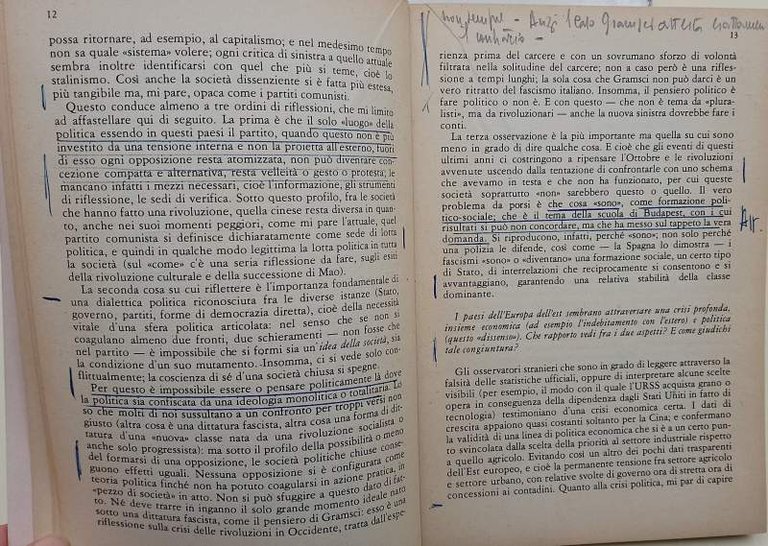 12
possa ritornare, ad esempio, al capitalismo; e nel medesimo tempo
non sa quale «sistema» volere; ogni critica di sinistra a quello attuale
sembra inoltre identificarsi con quel che più si teme, cioè lo
stalinismo. Così anche la società dissenziente si è fatta più estesa,
più tangibile ma, mi pare, opaca come i partiti comunisti.
Questo conduce almeno a tre ordini di riflessioni, che mi limito
ad affastellare qui di seguito. La prima è che il solo «luogo» della
politica essendo in questi paesi il partito, quando questo non è più
investito da una tensione interna e non la proietta all'esterno, fuori
di esso ogni opposizione resta atomizzata, non può diventare con-
cezione compatta e alternativa, resta velleità o gesto o protesta; le
mancano infatti i mezzi necessari, cioè l'informazione, gli strumenti
di riflessione, le sedi di verifica. Sotto questo profilo, fra le società
che hanno fatto una rivoluzione, quella cinese resta diversa in quan-
to, anche nei suoi momenti peggiori, come mi pare l'attuale, quel
partito comunista si definisce dichiaratamente come sede di lotta
politica, e quindi in qualche modo legittima la lotta politica in tutta
la società (sul «come» c'è una seria riflessione da fare, sugli esiti
della rivoluzione culturale e della successione di Mao).
La seconda cosa su cui riflettere è l'importanza fondamentale di
una dialettica politica riconosciuta fra le diverse istanze (Stato,
governo, partiti, forme di democrazia diretta), cioè della necessità
vitale d'una sfera politica articolata: nel senso che se non si
coagulano almeno due fronti, due schieramenti — non fosse che
nel partito — è impossibile che si formi sia un'idea della società, sia
la condizione d'un suo mutamento. Insomma, ci si vede solo con-
flittualmente; la coscienza di sé d'una società chiusa si spegne.
Per questo è impossibile essere o pensare politicamente là dove
la politica sia confiscata da una ideologia monolitica o totalitaria. Lo
so che molti di noi sussultano a un confronto per troppi versi non
giusto (altra cosa è una dittatura fascista, altra cosa una forma di dit-
tatura d'una «nuova» classe nata da una rivoluzione socialista o
anche solo progressista): ma sotto il profilo della possibilità o meno
del formarsi di una opposizione, le società politiche chiuse conse-
guono effetti uguali. Nessuna opposizione si è configurata come
teoria politica finché non ha potuto coagularsi in azione pratica, in
«pezzo di società» in atto. Non si può sfuggire a questo dato di fat-
to. Né deve trarre in inganno il solo grande momento ideale nato
sotto una dittatura fascista, come il pensiero di Gramsci: esso è una
riflessione sulla crisi delle rivoluzioni in Occidente, tratta dall'espe-
non sempre - Anzi
Gramsci
13
rienza prima del carcere e con un sovrumano sforzo di volontà
filtrata nella solitudine del carcere; non a caso però è una rifles-
sione a tempi lunghi; la sola cosa che Gramsci non può darci è un
vero ritratto del fascismo italiano. Insomma, il pensiero politico è
fare politico o non è. E con questo — che non è tema da «plura-
listi», ma da rivoluzionari — anche la nuova sinistra dovrebbe fare i
conti.
La terza osservazione è la più importante ma quella su cui sono
meno in grado di dire qualche cosa. E cioè che gli eventi di questi
ultimi anni ci costringono a ripensare l'Ottobre e le rivoluzioni
avvenute uscendo dalla tentazione di confrontarle con uno schema
che avevamo in testa e che non ha funzionato, per cui queste
società soprattutto «non» sarebbero questo o quello. Il vero
problema da porsi è che cosa «sono», come formazione poli-
tico-sociale; che è il tema della scuola di Budapest, con i cui
risultati si può non concordare, ma che ha messo sul tappeto la vera
domanda. Si riproducono, infatti, perché «sono»; non solo perché
una polizia le difende, così come — la Spagna lo dimostra — i
fascismi «sono» o «diventano» una formazione sociale, un certo tipo
di Stato, di interrelazioni che reciprocamente si consentono e si
avvantaggiano, garantendo una relativa stabilità della classe
dominante.
I paesi dell'Europa dell'est sembrano attraversare una crisi profonda,
insieme economica (ad esempio l'indebitamento con l'estero) e politica
(questo «dissenso»). Che rapporto vedi fra i due aspetti? E come giudichi
tale congiuntura?
Gli osservatori stranieri che sono in grado di leggere attraverso la
falsità delle statistiche ufficiali, oppure di interpretare alcune scelte
visibili (per esempio, il modo con il quale l'URSS acquista grano o
opera in conseguenza della dipendenza dagli Stati Uniti in fatto di
tecnologia) testimoniano d'una crisi economica certa. I dati di
crescita appaiono quasi costanti soltanto per la Cina; e confermano
la validità di una linea di politica economica che si è a un certo pun-
to svincolata dalla scelta della priorità al settore industriale rispetto
a quello agricolo. Evitando così un altro dei pochi dati trasparenti
dell'Est europeo, e cioè la permanente tensione fra settore agricolo
e settore urbano, con relative svolte di governo ora di stretta ora di
concessioni ai contadini. Quanto alla crisi politica, mi par di capire